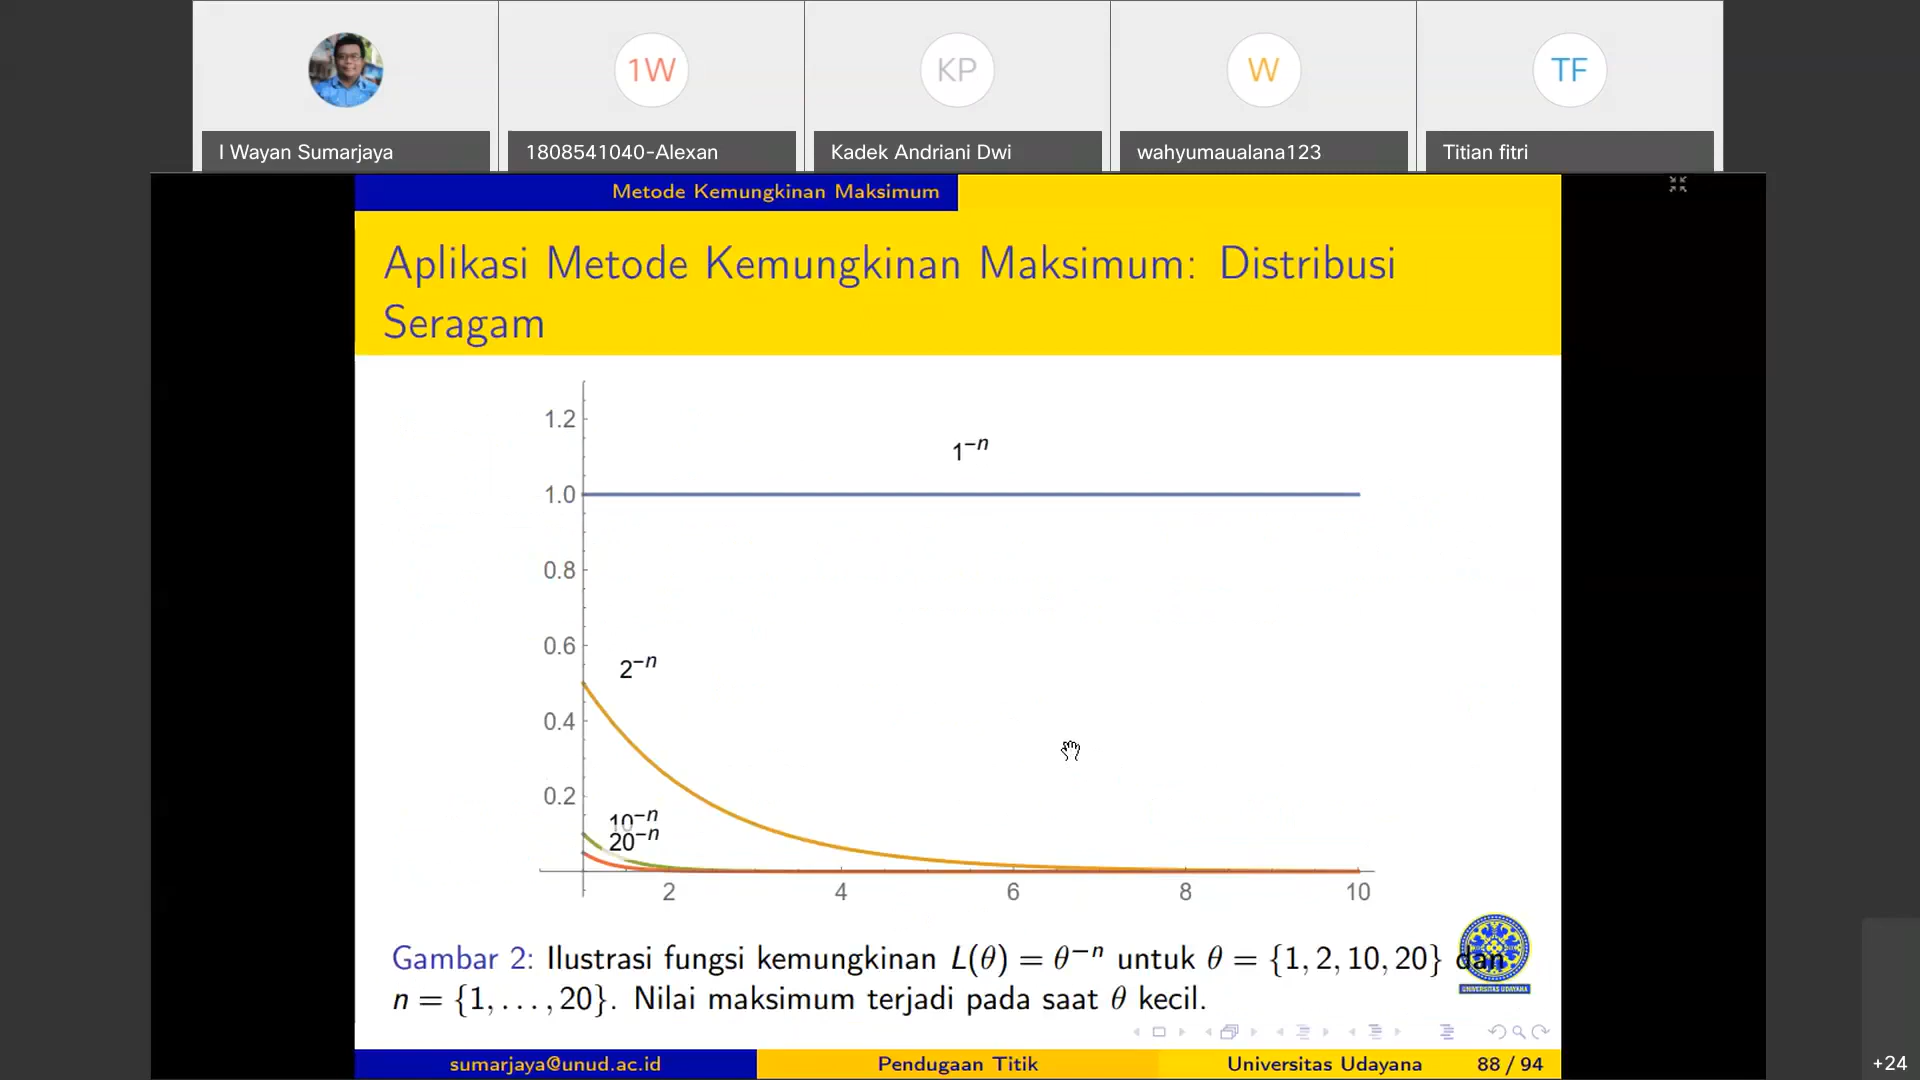 1W
KP
W
TF
I Wayan Sumarjaya
1808541040-Alexan
Kadek Andriani Dwi
wahyumaualana123
Titian fitri
Metode Kemungkinan Maksimum
Aplikasi Metode Kemungkinan Maksimum: Distribusi
Seragam
1.2
1⁻ⁿ
1.0
0.8
0.6
2⁻ⁿ
0.4
0.2
10⁻ⁿ
20⁻ⁿ
2 4 6 8 10
Gambar 2: Ilustrasi fungsi kemungkinan L(θ) = θ⁻ⁿ untuk θ = {1, 2, 10, 20} dan
n = {1, . . . , 20}. Nilai maksimum terjadi pada saat θ kecil.
UNIVERSITAS UDAYANA
sumarjaya@unud.ac.id Pendugaan Titik Universitas Udayana 88 / 94
+24